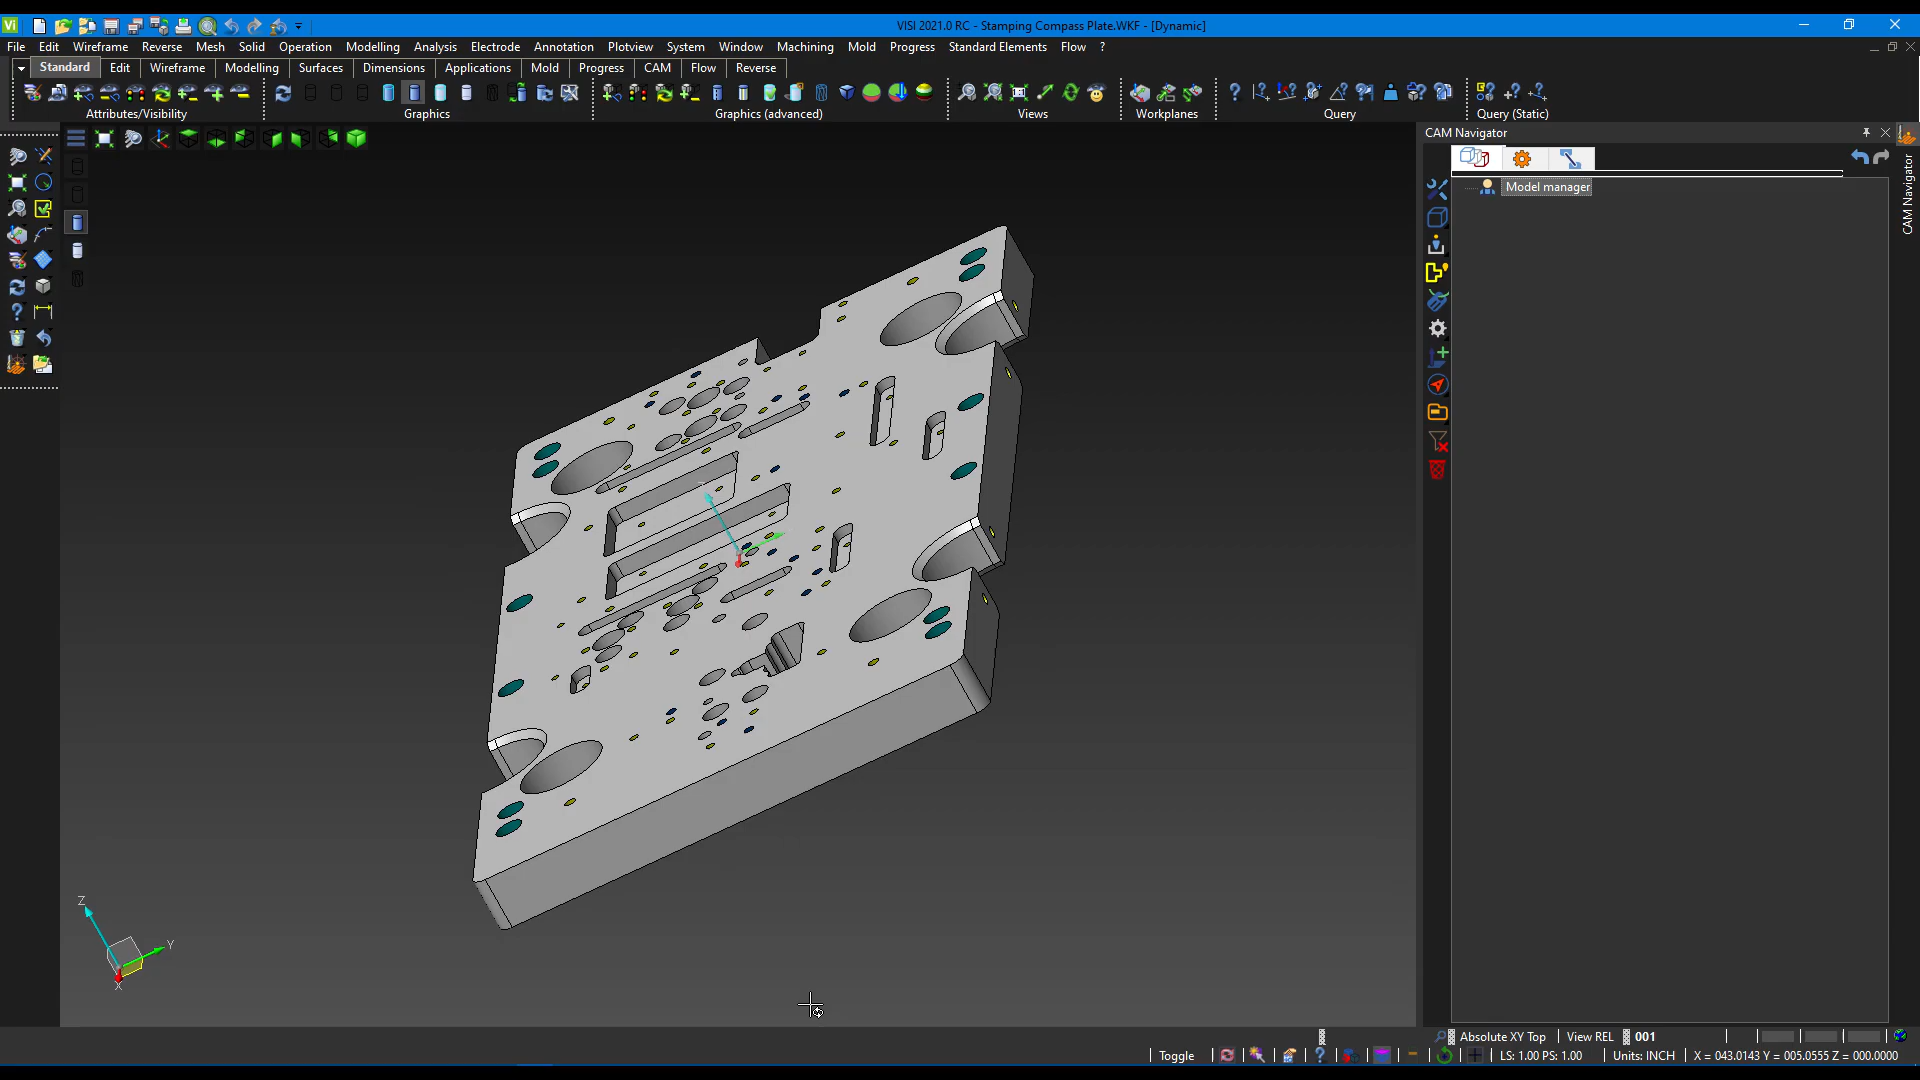 Vi
VISI 2021.0 RC - Stamping Compass Plate.WKF - [Dynamic]
File Edit Wireframe Reverse Mesh Solid Operation Modelling Analysis Electrode Annotation Plotview System Window Machining Mold Progress Standard Elements Flow ?
Standard Edit Wireframe Modelling Surfaces Dimensions Applications Mold Progress CAM Flow Reverse
Attributes/Visibility Graphics Graphics (advanced) Views Workplanes Query Query (Static)
CAM Navigator
Model manager
CAM Navigator
Z
Y
X
Absolute XY Top View REL 001
Toggle LS: 1.00 PS: 1.00 Units: INCH X = 043.0143 Y = 005.0555 Z = 000.0000